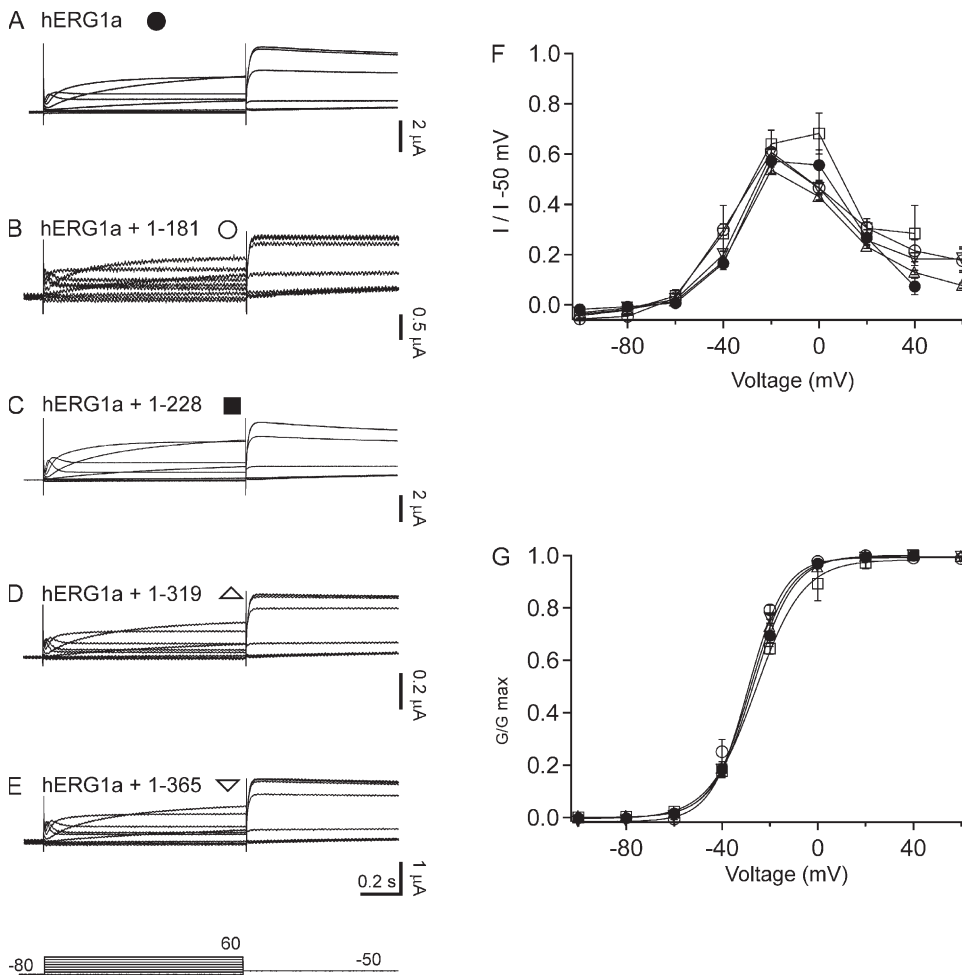 A hERG1a
2 µA
B hERG1a + 1-181
0.5 µA
C hERG1a + 1-228
2 µA
D hERG1a + 1-319
0.2 µA
E hERG1a + 1-365
1 µA
0.2 s
-80
60
-50
F
1.0
0.8
0.6
0.4
0.2
0.0
I / I -50 mV
-80
-40
0
40
Voltage (mV)
G
1.0
0.8
0.6
0.4
0.2
0.0
G/G max
-80
-40
0
40
Voltage (mV)